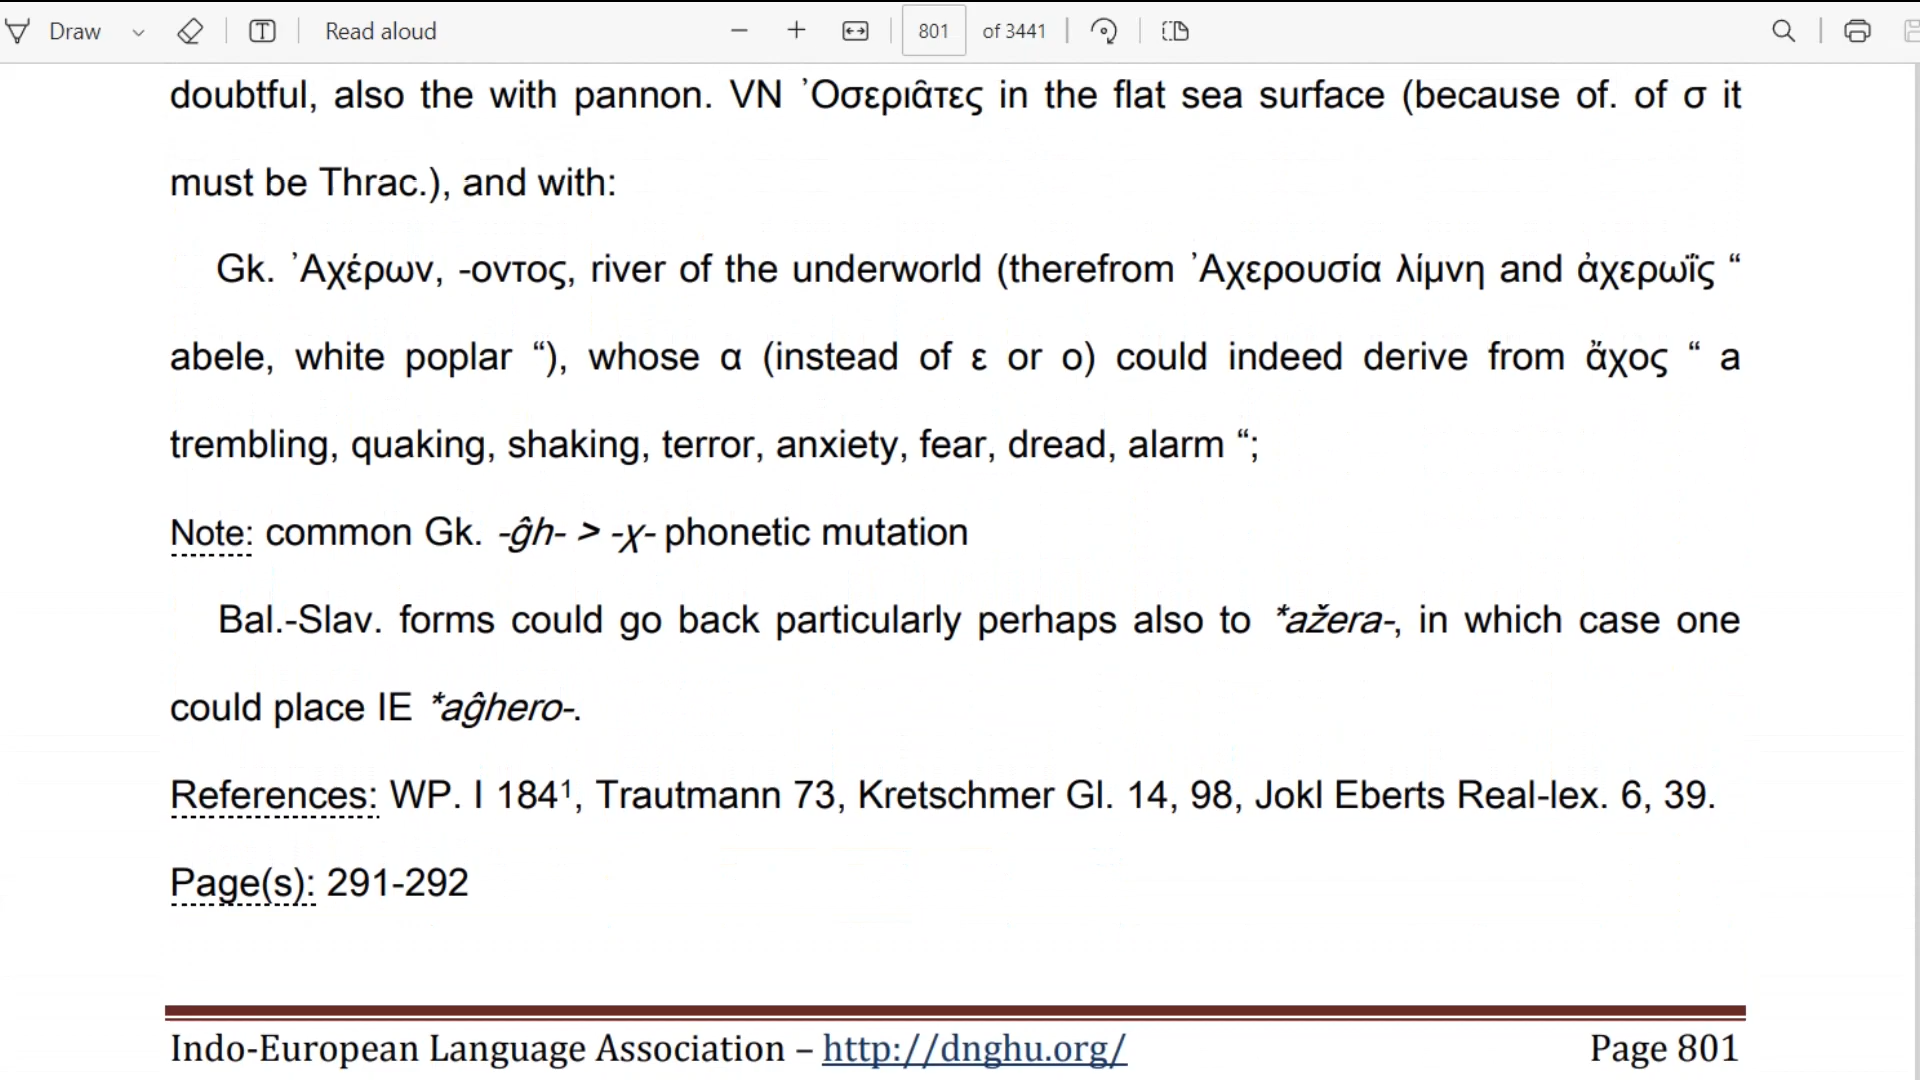 Draw
Read aloud
801 of 3441
doubtful, also the with pannon. VN ᾿Οσεριᾶτες in the flat sea surface (because of. of σ it
must be Thrac.), and with:
Gk. ᾿Αχέρων, -οντος, river of the underworld (therefrom ᾿Αχερουσία λίμνη and ἀχερωΐς “
abele, white poplar “), whose α (instead of ε or ο) could indeed derive from ἄχος “ a
trembling, quaking, shaking, terror, anxiety, fear, dread, alarm “;
Note: common Gk. -ĝh- > -χ- phonetic mutation
Bal.-Slav. forms could go back particularly perhaps also to *ažera-, in which case one
could place IE *aĝhero-.
References: WP. I 184¹, Trautmann 73, Kretschmer Gl. 14, 98, Jokl Eberts Real-lex. 6, 39.
Page(s): 291-292
Indo-European Language Association – http://dnghu.org/ Page 801